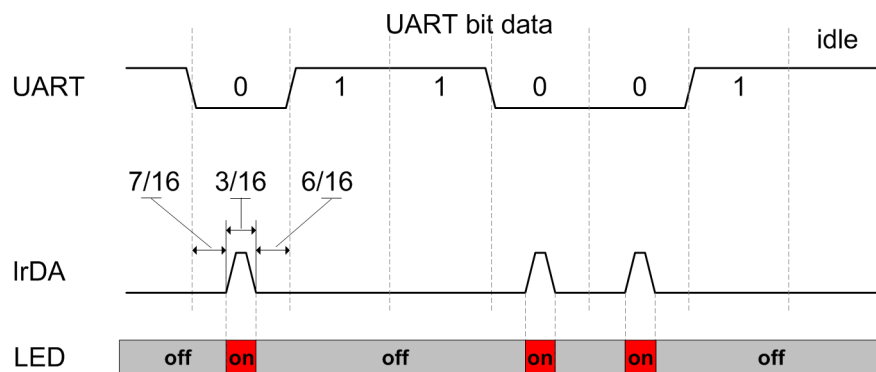 UART bit data
idle
UART 0 1 1 0 0 1
7/16 3/16 6/16
IrDA
LED off on off on on off